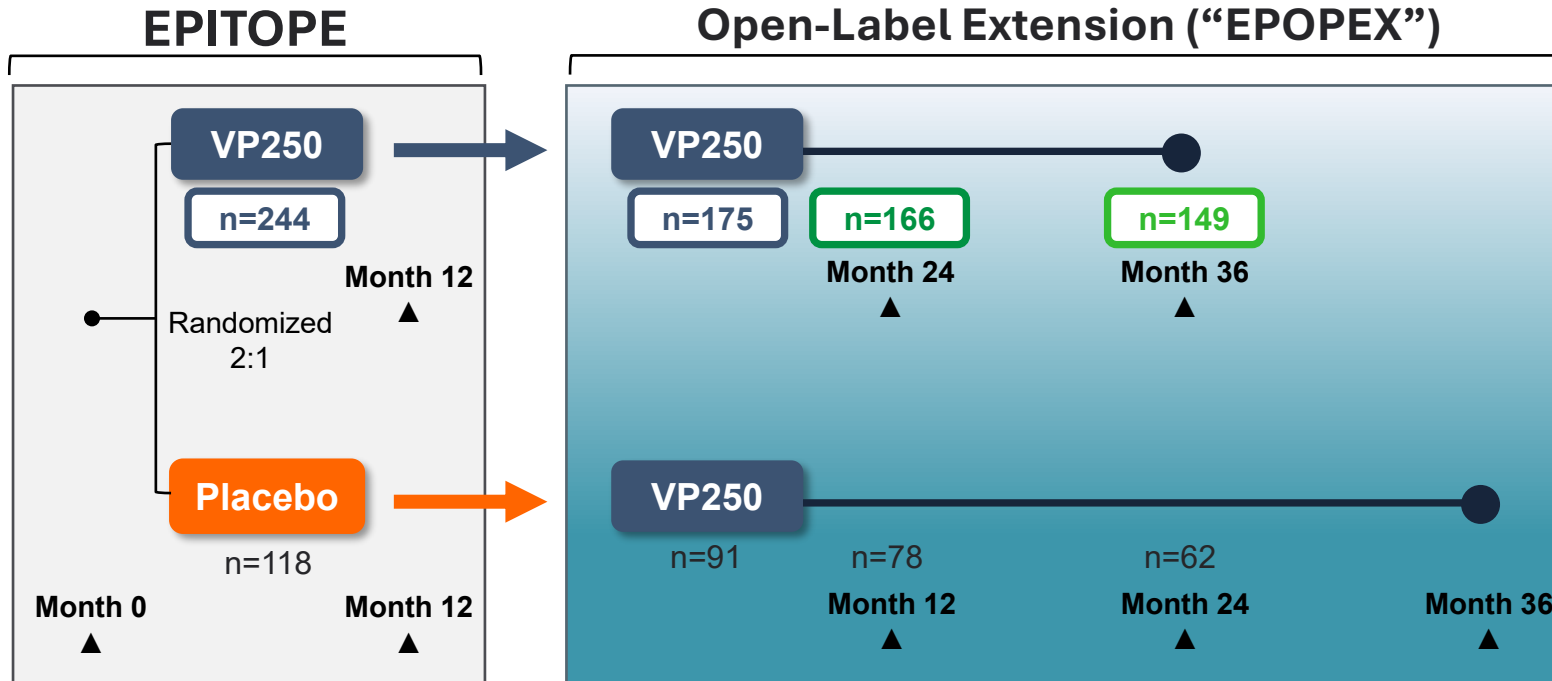 EPITOPE
Open-Label Extension (“EPOPEX”)
VP250
n=244
Month 12
Randomized
2:1
Placebo
n=118
Month 0
Month 12
VP250
n=175
n=166
n=149
Month 24
Month 36
VP250
n=91
n=78
n=62
Month 12
Month 24
Month 36